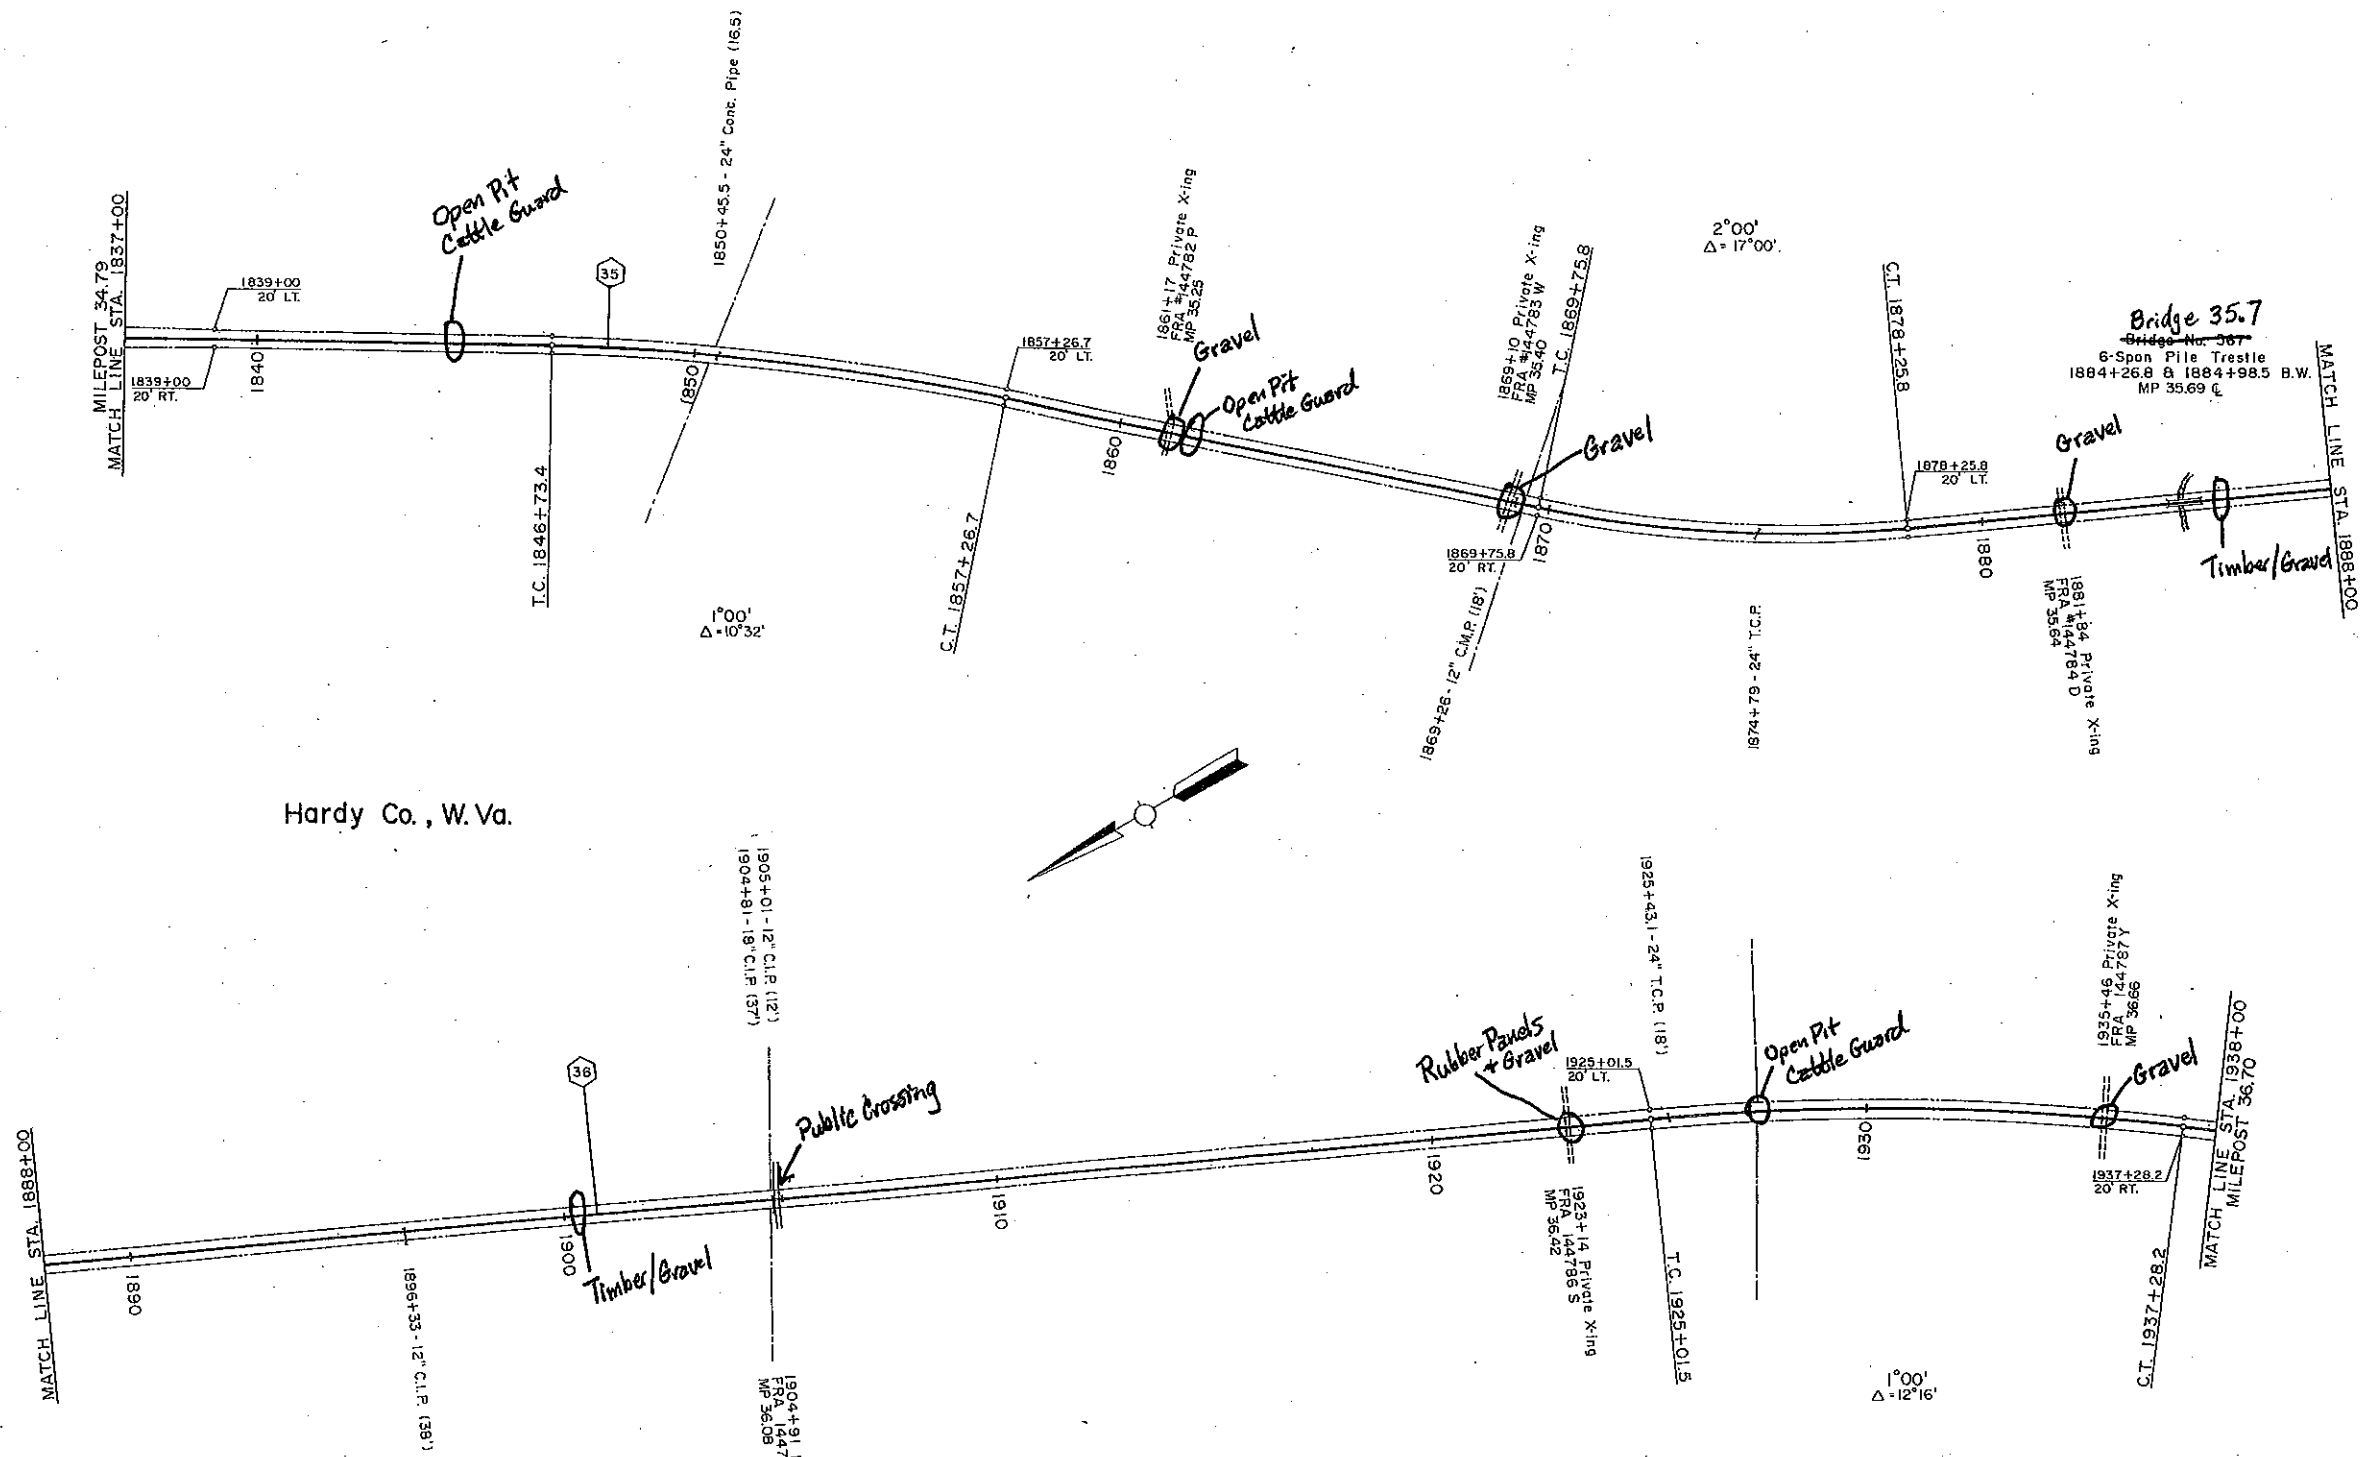 MILEPOST 34.79
MATCH LINE STA. 1837+00
1839+00
20' LT.
1839+00
20' RT.
1840
Open Pit
Cattle Guard
T.C. 1846+73.4
35
1850+45.5 - 24" Conc. Pipe (16.5)
1850
1°00'
Δ = 10°32'
1857+26.7
20' LT.
C.T. 1857+26.7
1860
1861+17 Private X-ing
FRA #144782 P
MP 35.25
Gravel
Open Pit
Cattle Guard
1869+10 Private X-ing
FRA #144783 W
MP 35.40
T.C. 1869+75.8
Gravel
1869+75.8
20' RT.
1870
1869+26 - 12" C.M.P. (18')
2°00'
Δ = 17°00'
1874+79 - 24" T.C.P.
C.T. 1878+25.8
1878+25.8
20' LT.
1880
Gravel
1881+84 Private X-ing
FRA #144784 D
MP 35.64
Bridge 35.7
Bridge No. 367
6-Span Pile Trestle
1884+26.8 & 1884+98.5 B.W.
MP 35.69 ℄
Timber/Gravel
MATCH LINE STA. 1888+00
Hardy Co., W. Va.
MATCH LINE STA. 1888+00
1890
1896+33 - 12" C.I.P. (38')
1900
36
Timber/Gravel
1905+01 - 12" C.I.P. (12')
1904+81 - 18" C.I.P. (37')
Public Crossing
1904+91
FRA 1447
MP 36.08
1910
1920
Rubber Panels
+ Gravel
1923+14 Private X-ing
FRA 144786 S
MP 36.42
1925+01.5
20' LT.
1925+43.1 - 24" T.C.P. (18')
T.C. 1925+01.5
Open Pit
Cattle Guard
1930
1°00'
Δ = 12°16'
1935+46 Private X-ing
FRA 144787 Y
MP 36.66
Gravel
1937+28.2
20' RT.
C.T. 1937+28.2
MATCH LINE STA. 1938+00
MILEPOST 36.70